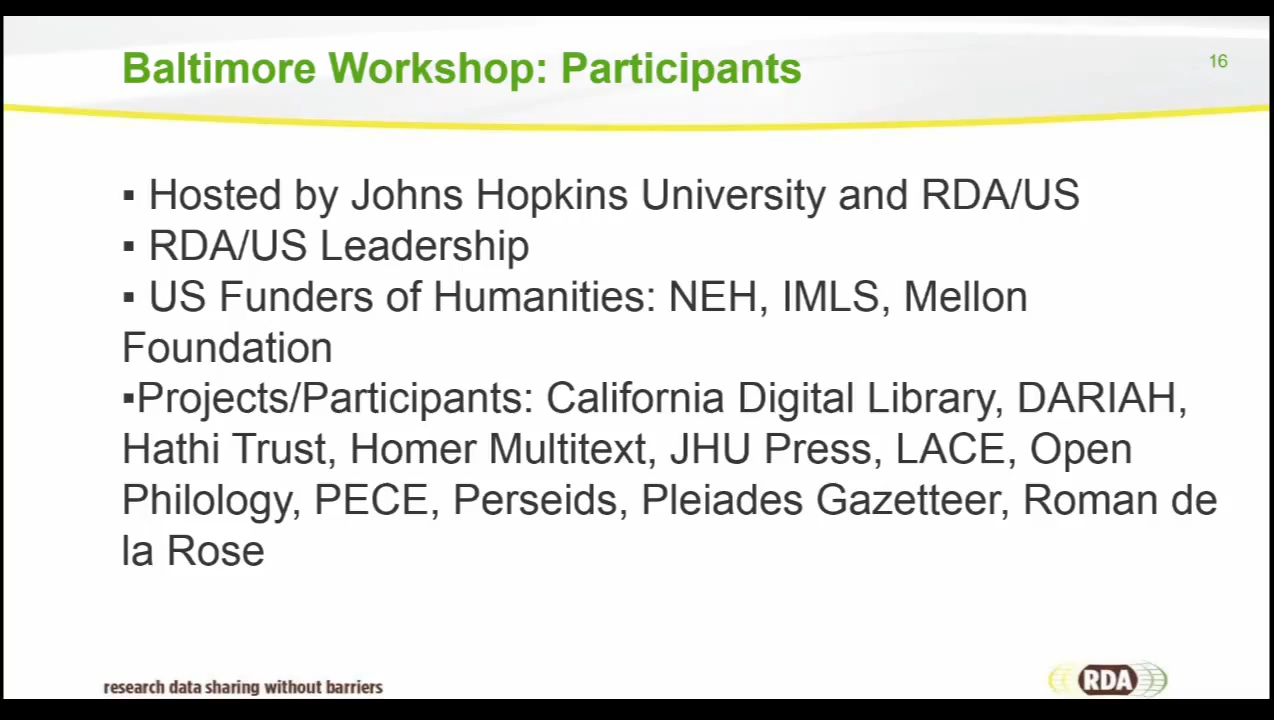 Baltimore Workshop: Participants
16
▪ Hosted by Johns Hopkins University and RDA/US
▪ RDA/US Leadership
▪ US Funders of Humanities: NEH, IMLS, Mellon
Foundation
▪Projects/Participants: California Digital Library, DARIAH,
Hathi Trust, Homer Multitext, JHU Press, LACE, Open
Philology, PECE, Perseids, Pleiades Gazetteer, Roman de
la Rose
research data sharing without barriers
RDA